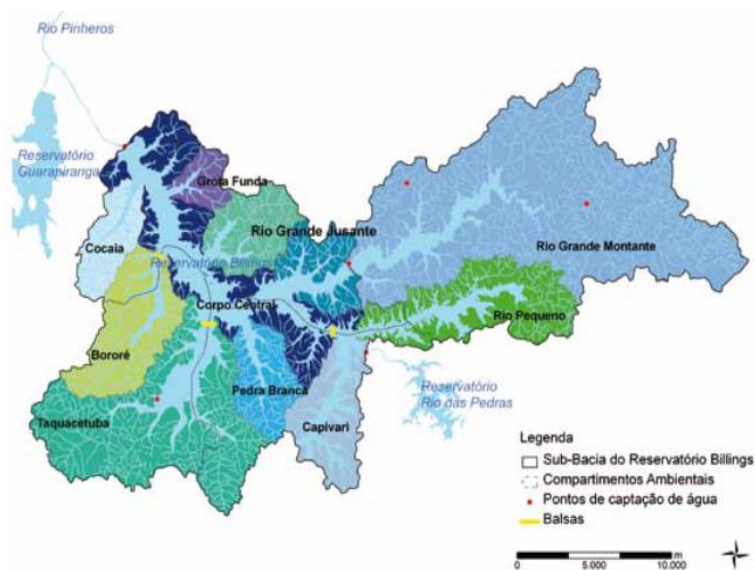 Rio Pinheros
Reservatório
Guarapiranga
Grota Funda
Cocaia
Rio Grande Jusante
Rio Grande Montante
Reservatório Billings
Corpo Central
Rio Pequeno
Bororé
Pedra Branca
Reservatório
Rio das Pedras
Taquacetuba
Capivari
Legenda
Sub-Bacia do Reservatório Billings
Compartimentos Ambientais
Pontos de captação de água
Balsas
m
0 5.000 10.000